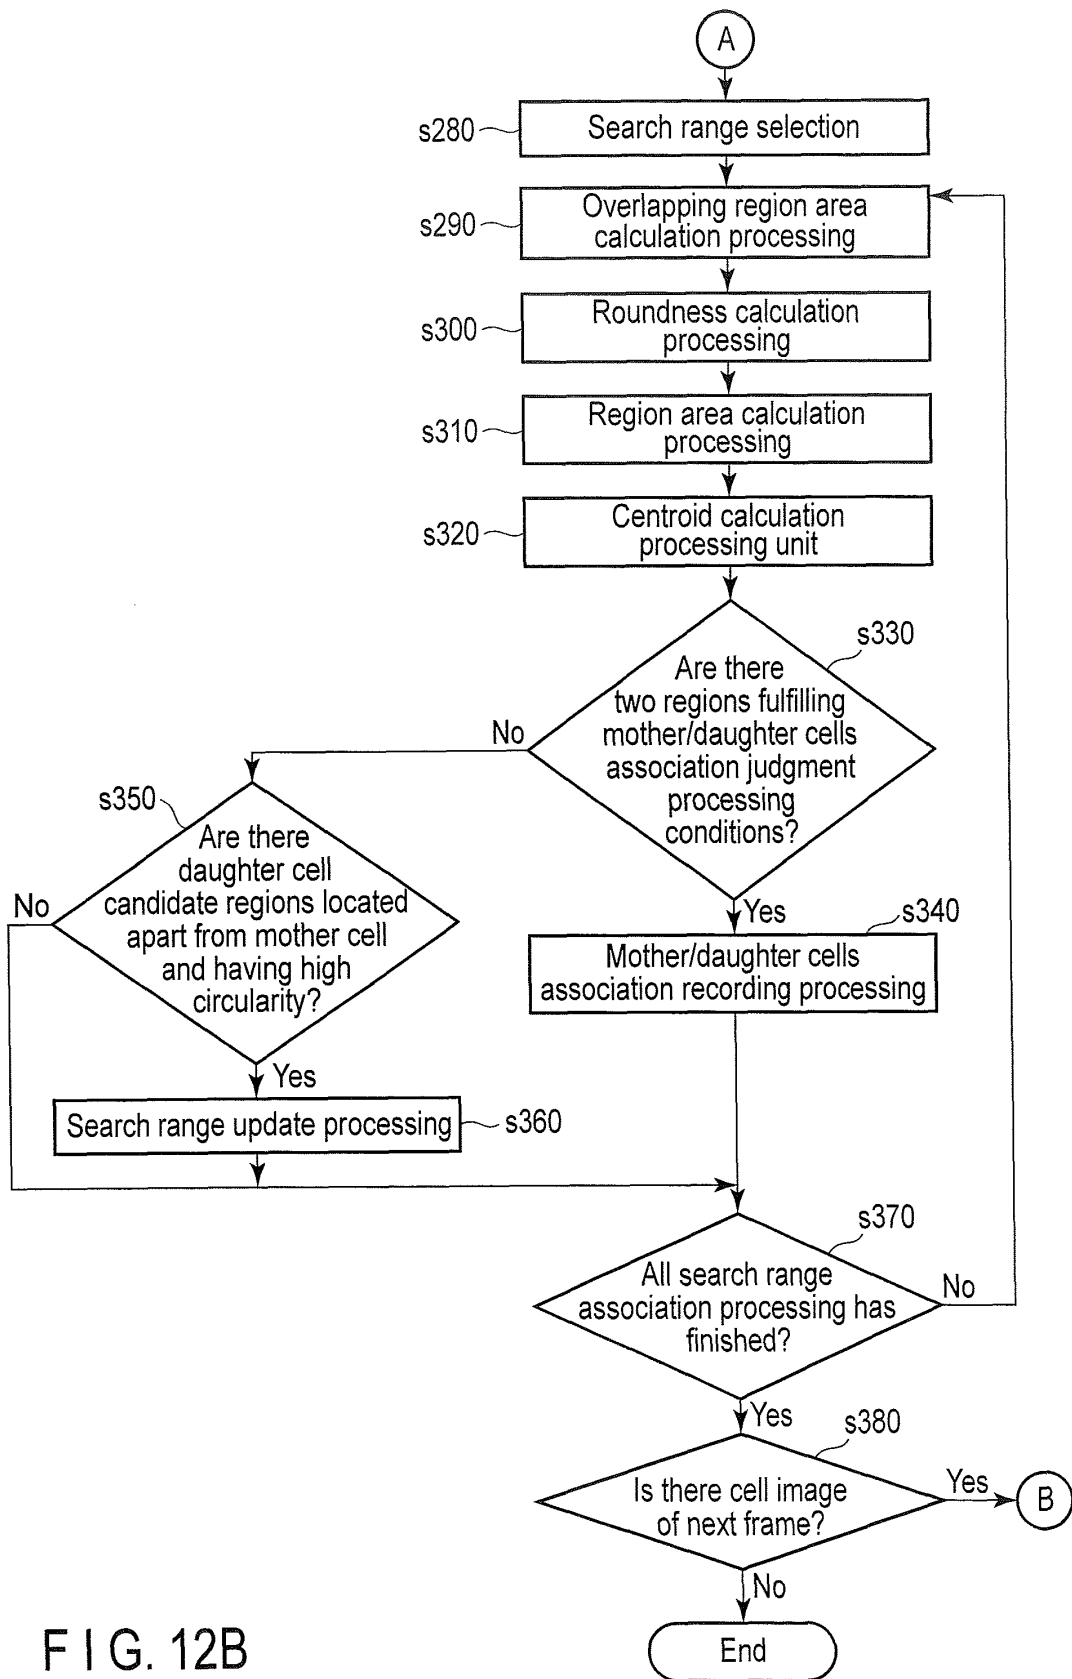 A
s280
Search range selection
s290
Overlapping region area
calculation processing
s300
Roundness calculation
processing
s310
Region area calculation
processing
s320
Centroid calculation
processing unit
s330
Are there
two regions fulfilling
mother/daughter cells
association judgment
processing
conditions?
No
s350
Are there
daughter cell
candidate regions located
apart from mother cell
and having high
circularity?
No
Yes
s340
Mother/daughter cells
association recording processing
Yes
Search range update processing
s360
s370
All search range
association processing has
finished?
No
Yes
s380
Is there cell image
of next frame?
Yes
B
No
End
F I G. 12B